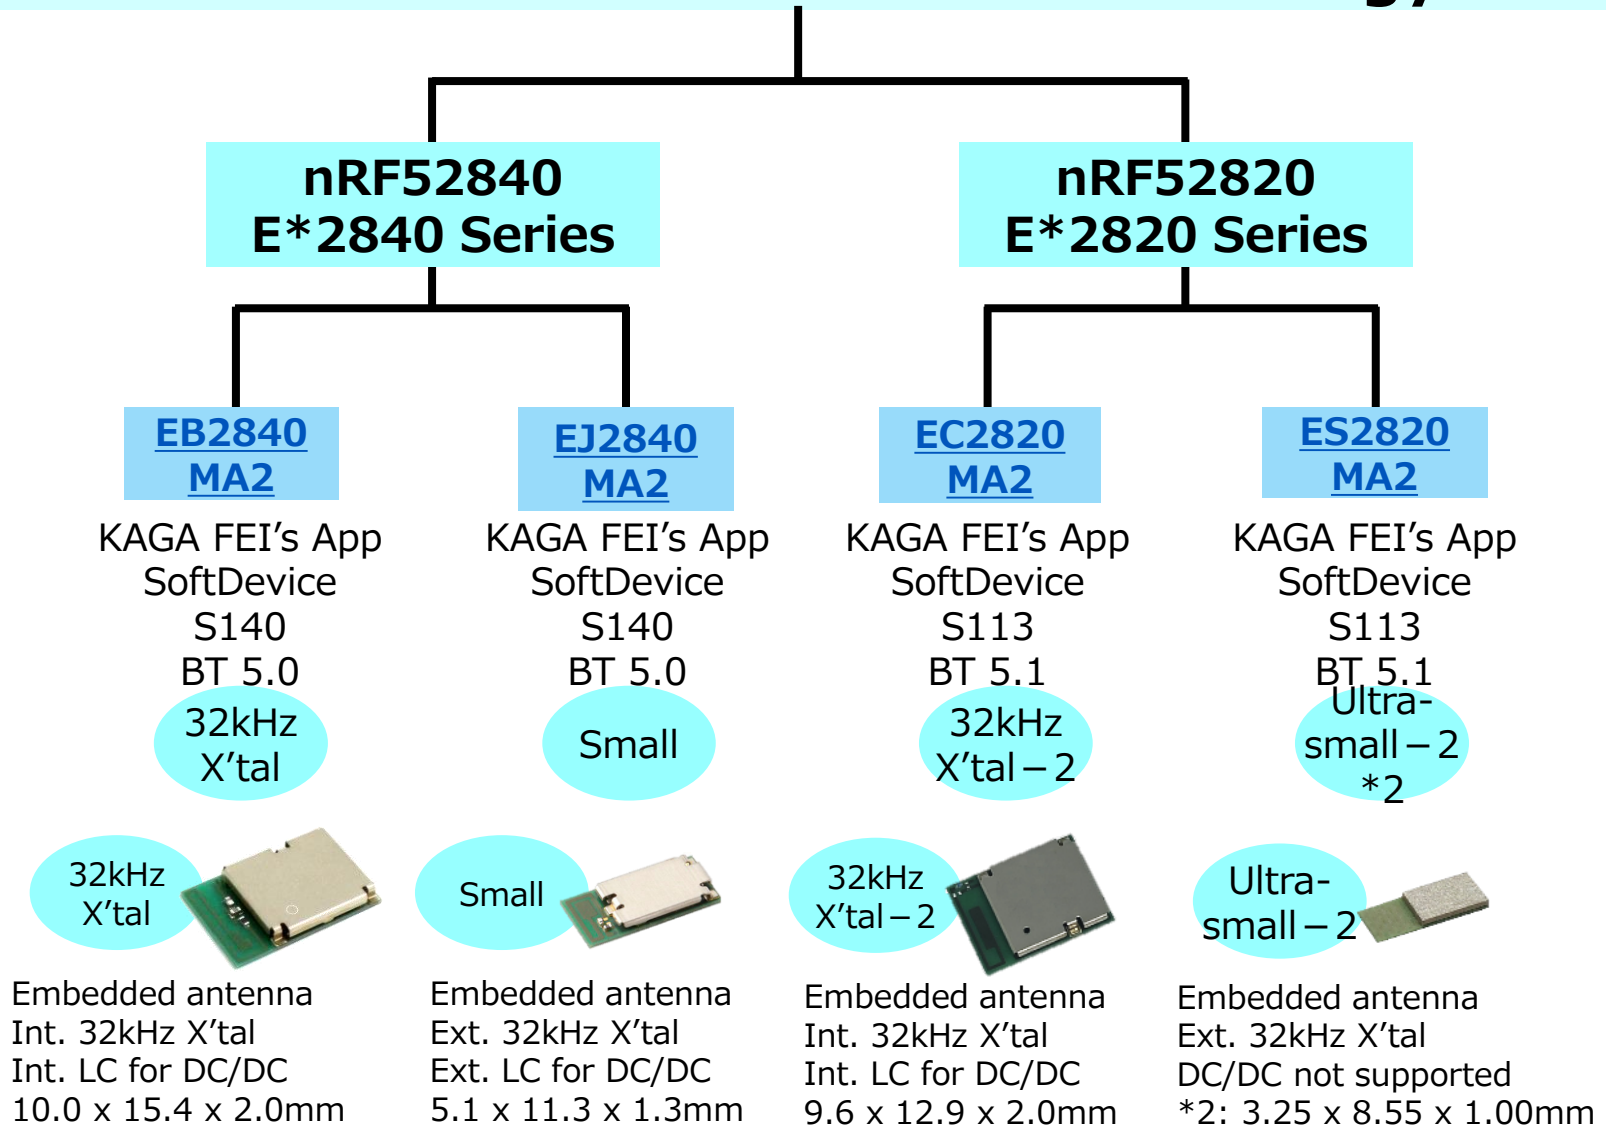 nRF52840
E*2840 Series
nRF52820
E*2820 Series
EB2840
MA2
KAGA FEI’s App
SoftDevice
S140
BT 5.0
32kHz
X’tal
EJ2840
MA2
KAGA FEI’s App
SoftDevice
S140
BT 5.0
Small
EC2820
MA2
KAGA FEI’s App
SoftDevice
S113
BT 5.1
32kHz
X’tal－2
ES2820
MA2
KAGA FEI’s App
SoftDevice
S113
BT 5.1
Ultra-
small－2
*2
32kHz
X’tal
Embedded antenna
Int. 32kHz X’tal
Int. LC for DC/DC
10.0 x 15.4 x 2.0mm
Small
Embedded antenna
Ext. 32kHz X’tal
Ext. LC for DC/DC
5.1 x 11.3 x 1.3mm
32kHz
X’tal－2
Embedded antenna
Int. 32kHz X’tal
Int. LC for DC/DC
9.6 x 12.9 x 2.0mm
Ultra-
small－2
Embedded antenna
Ext. 32kHz X’tal
DC/DC not supported
*2: 3.25 x 8.55 x 1.00mm